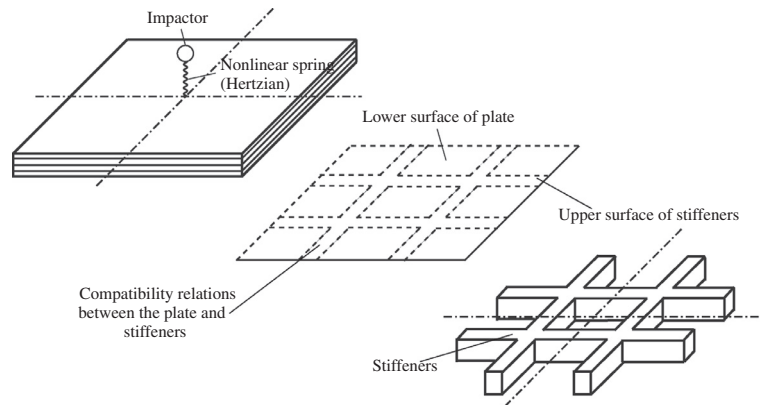 Impactor
Nonlinear spring
(Hertzian)
Lower surface of plate
Upper surface of stiffeners
Compatibility relations
between the plate and
stiffeners
Stiffeners